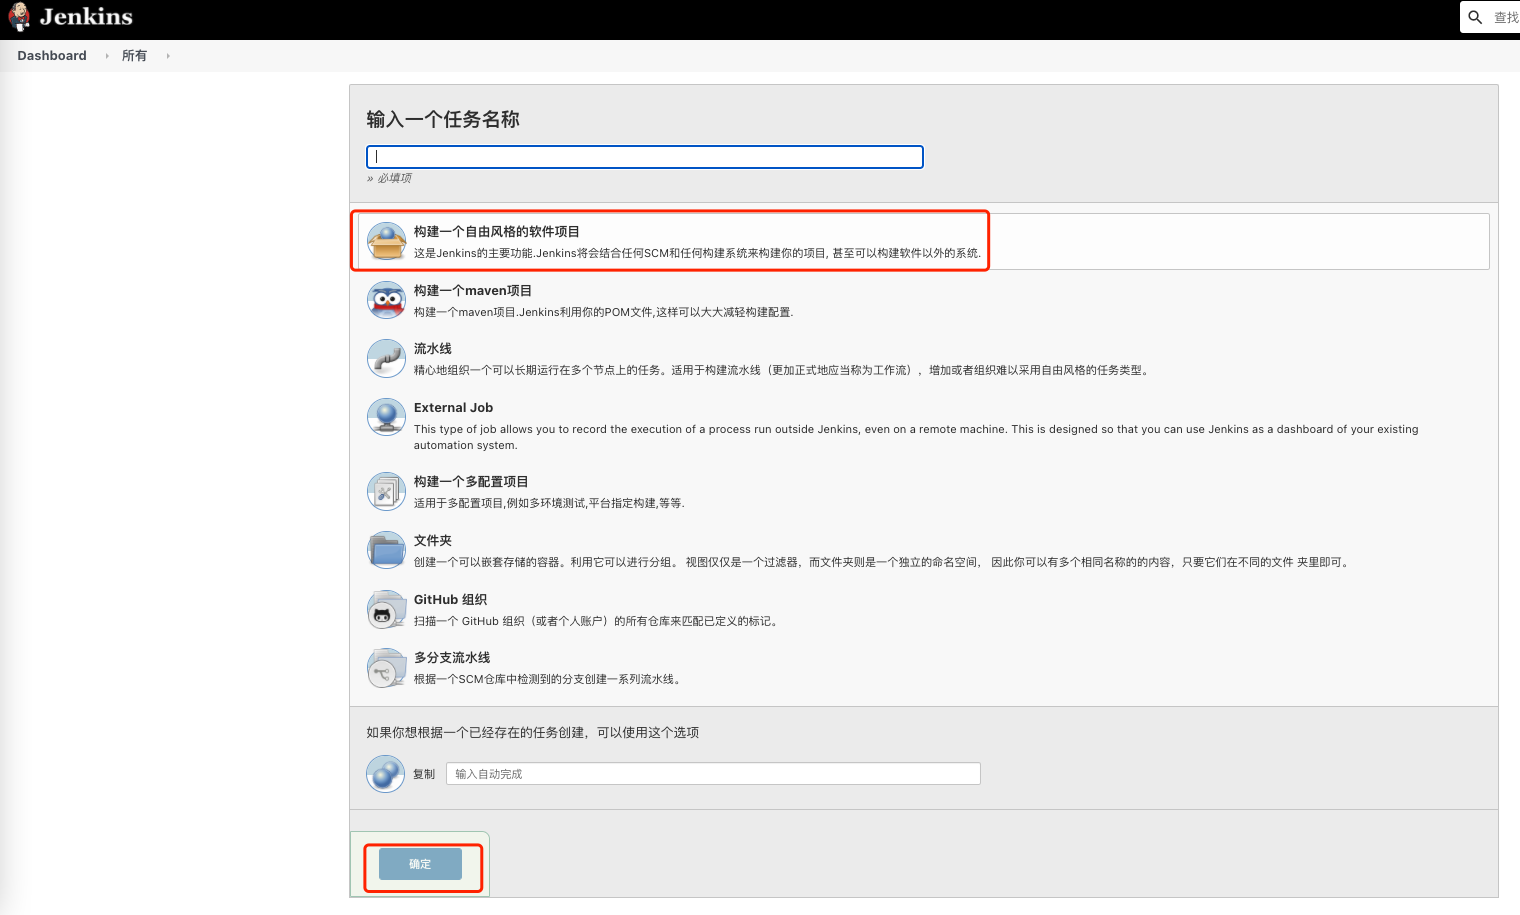 Jenkins
查找
Dashboard
所有
输入一个任务名称
» 必填项
构建一个自由风格的软件项目
这是Jenkins的主要功能.Jenkins将会结合任何SCM和任何构建系统来构建你的项目, 甚至可以构建软件以外的系统.
构建一个maven项目
构建一个maven项目.Jenkins利用你的POM文件,这样可以大大减轻构建配置.
流水线
精心地组织一个可以长期运行在多个节点上的任务。适用于构建流水线（更加正式地应当称为工作流），增加或者组织难以采用自由风格的任务类型。
External Job
This type of job allows you to record the execution of a process run outside Jenkins, even on a remote machine. This is designed so that you can use Jenkins as a dashboard of your existing
automation system.
构建一个多配置项目
适用于多配置项目,例如多环境测试,平台指定构建,等等.
文件夹
创建一个可以嵌套存储的容器。利用它可以进行分组。 视图仅仅是一个过滤器，而文件夹则是一个独立的命名空间， 因此你可以有多个相同名称的的内容，只要它们在不同的文件 夹里即可。
GitHub 组织
扫描一个 GitHub 组织（或者个人账户）的所有仓库来匹配已定义的标记。
多分支流水线
根据一个SCM仓库中检测到的分支创建一系列流水线。
如果你想根据一个已经存在的任务创建，可以使用这个选项
复制
输入自动完成
确定